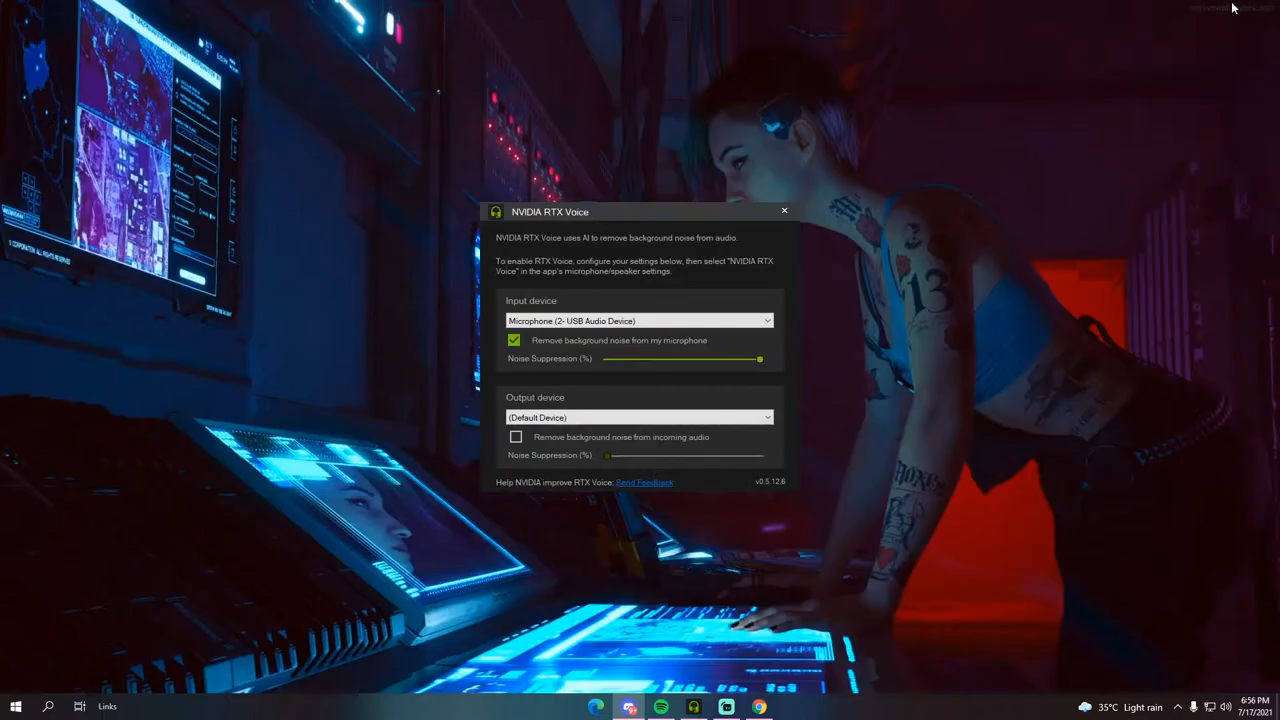 NVIDIA RTX Voice
NVIDIA RTX Voice uses AI to remove background noise from audio.
To enable RTX Voice, configure your settings below, then select "NVIDIA RTX
Voice" in the app's microphone/speaker settings.
Input device
Microphone (2- USB Audio Device)
Remove background noise from my microphone
Noise Suppression (%)
Output device
(Default Device)
Remove background noise from incoming audio
Noise Suppression (%)
Help NVIDIA improve RTX Voice: Send Feedback
v0.5.12.6
13
Links
35°C Light rain
6:56 PM
7/17/2021